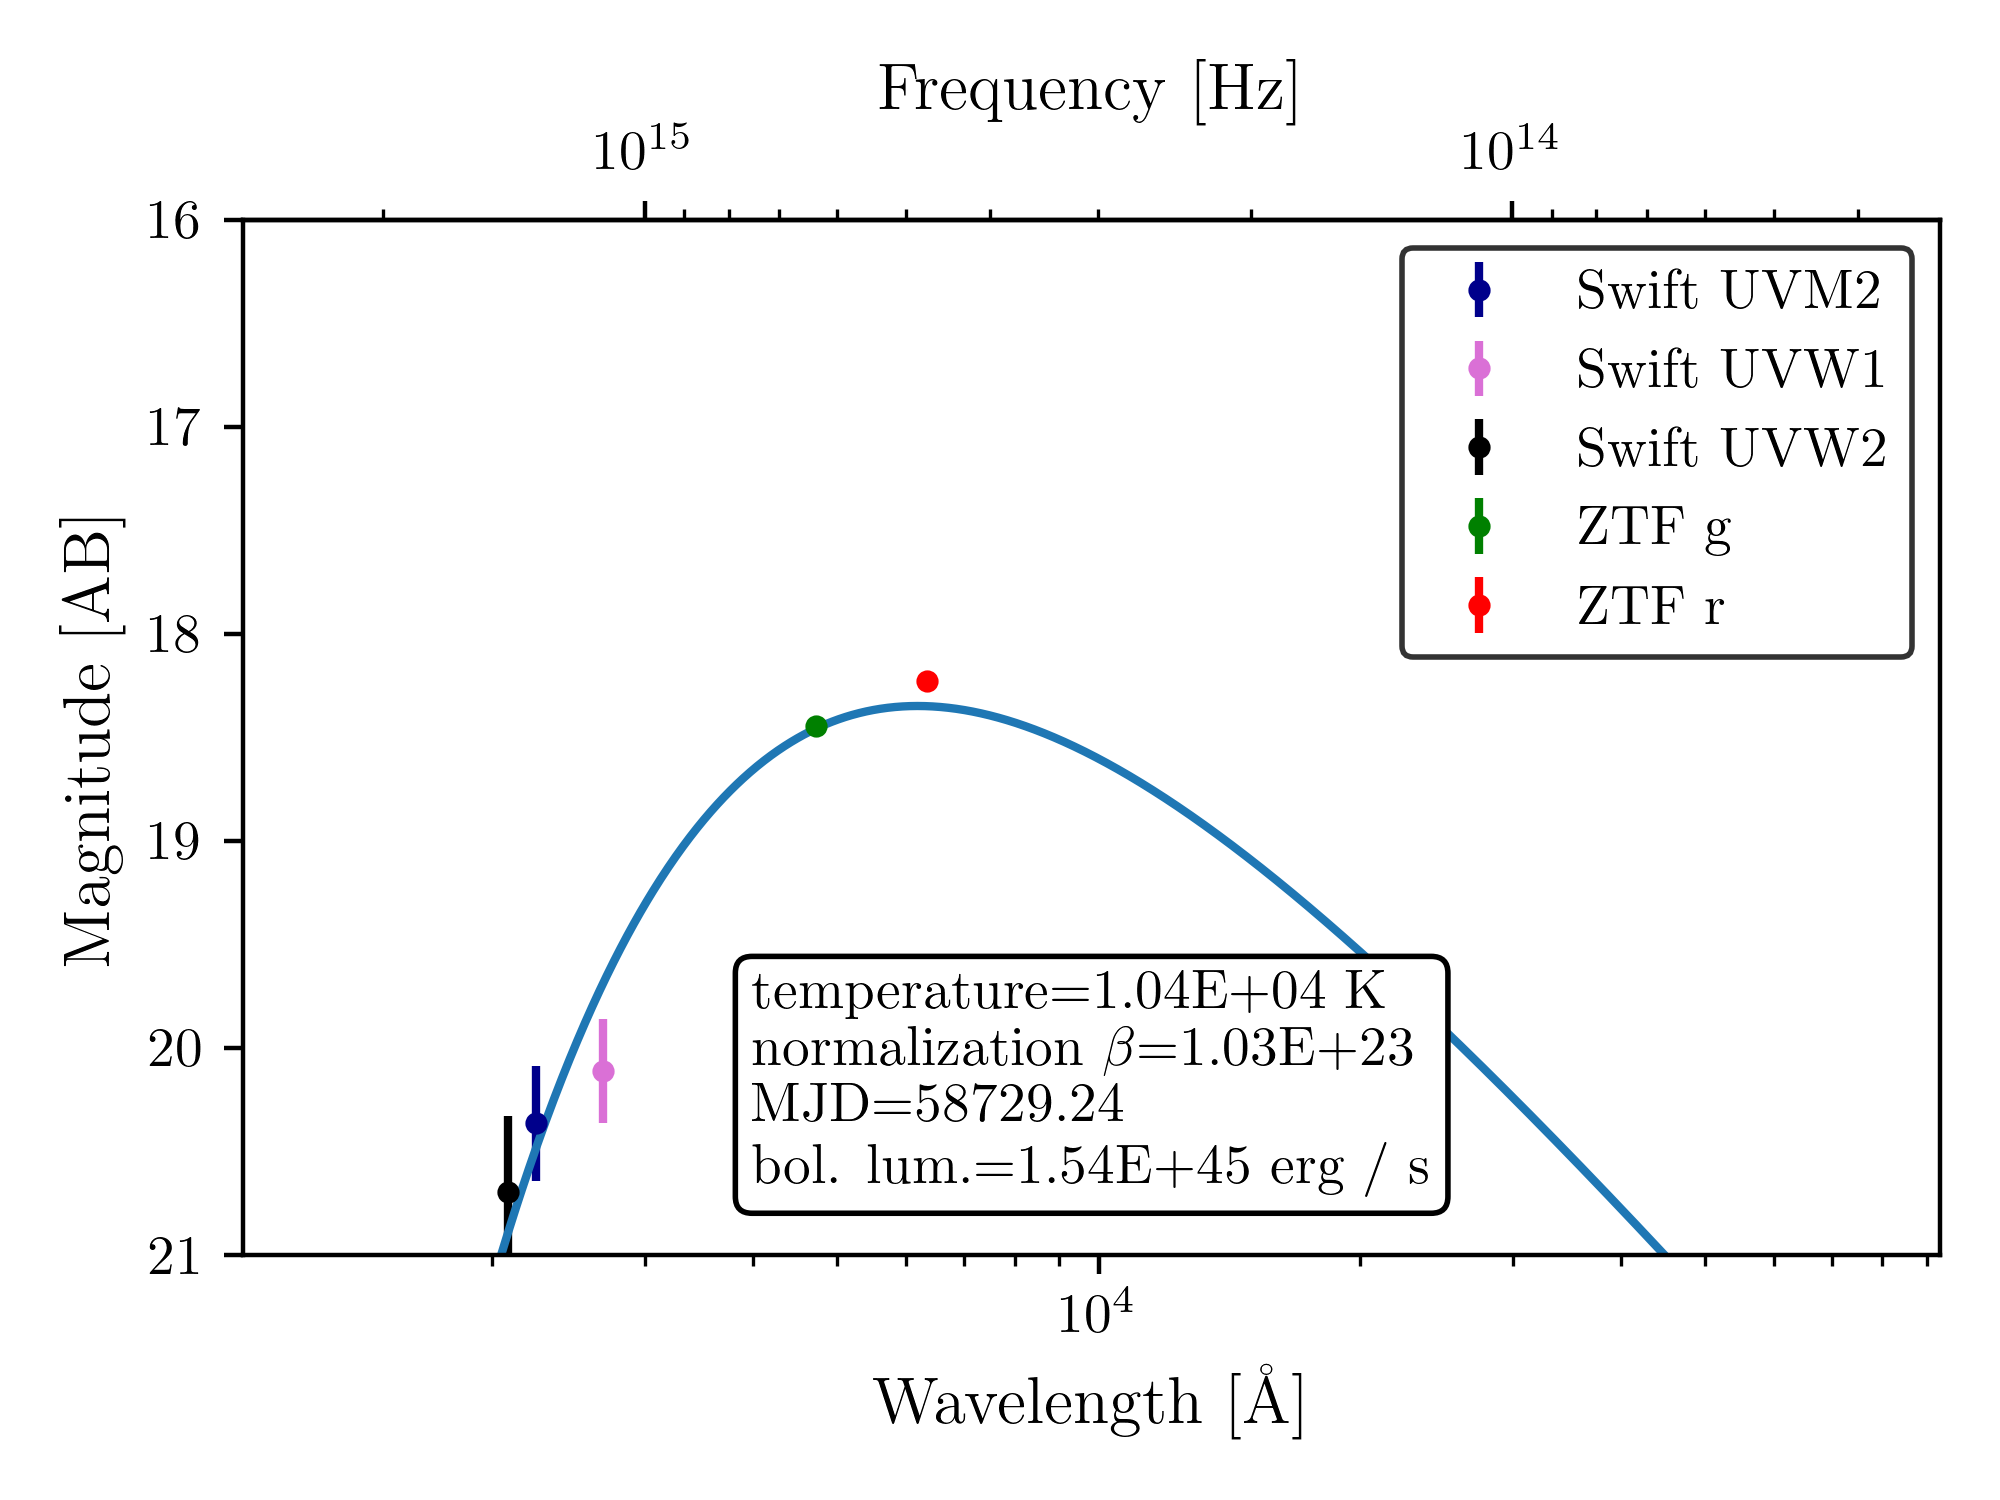 Frequency [Hz]
10^15 10^14
16
17
18
19
20
21
Magnitude [AB]
Swift UVM2
Swift UVW1
Swift UVW2
ZTF g
ZTF r
temperature=1.04E+04 K
normalization β=1.03E+23
MJD=58729.24
bol. lum.=1.54E+45 erg / s
10^4
Wavelength [Å]